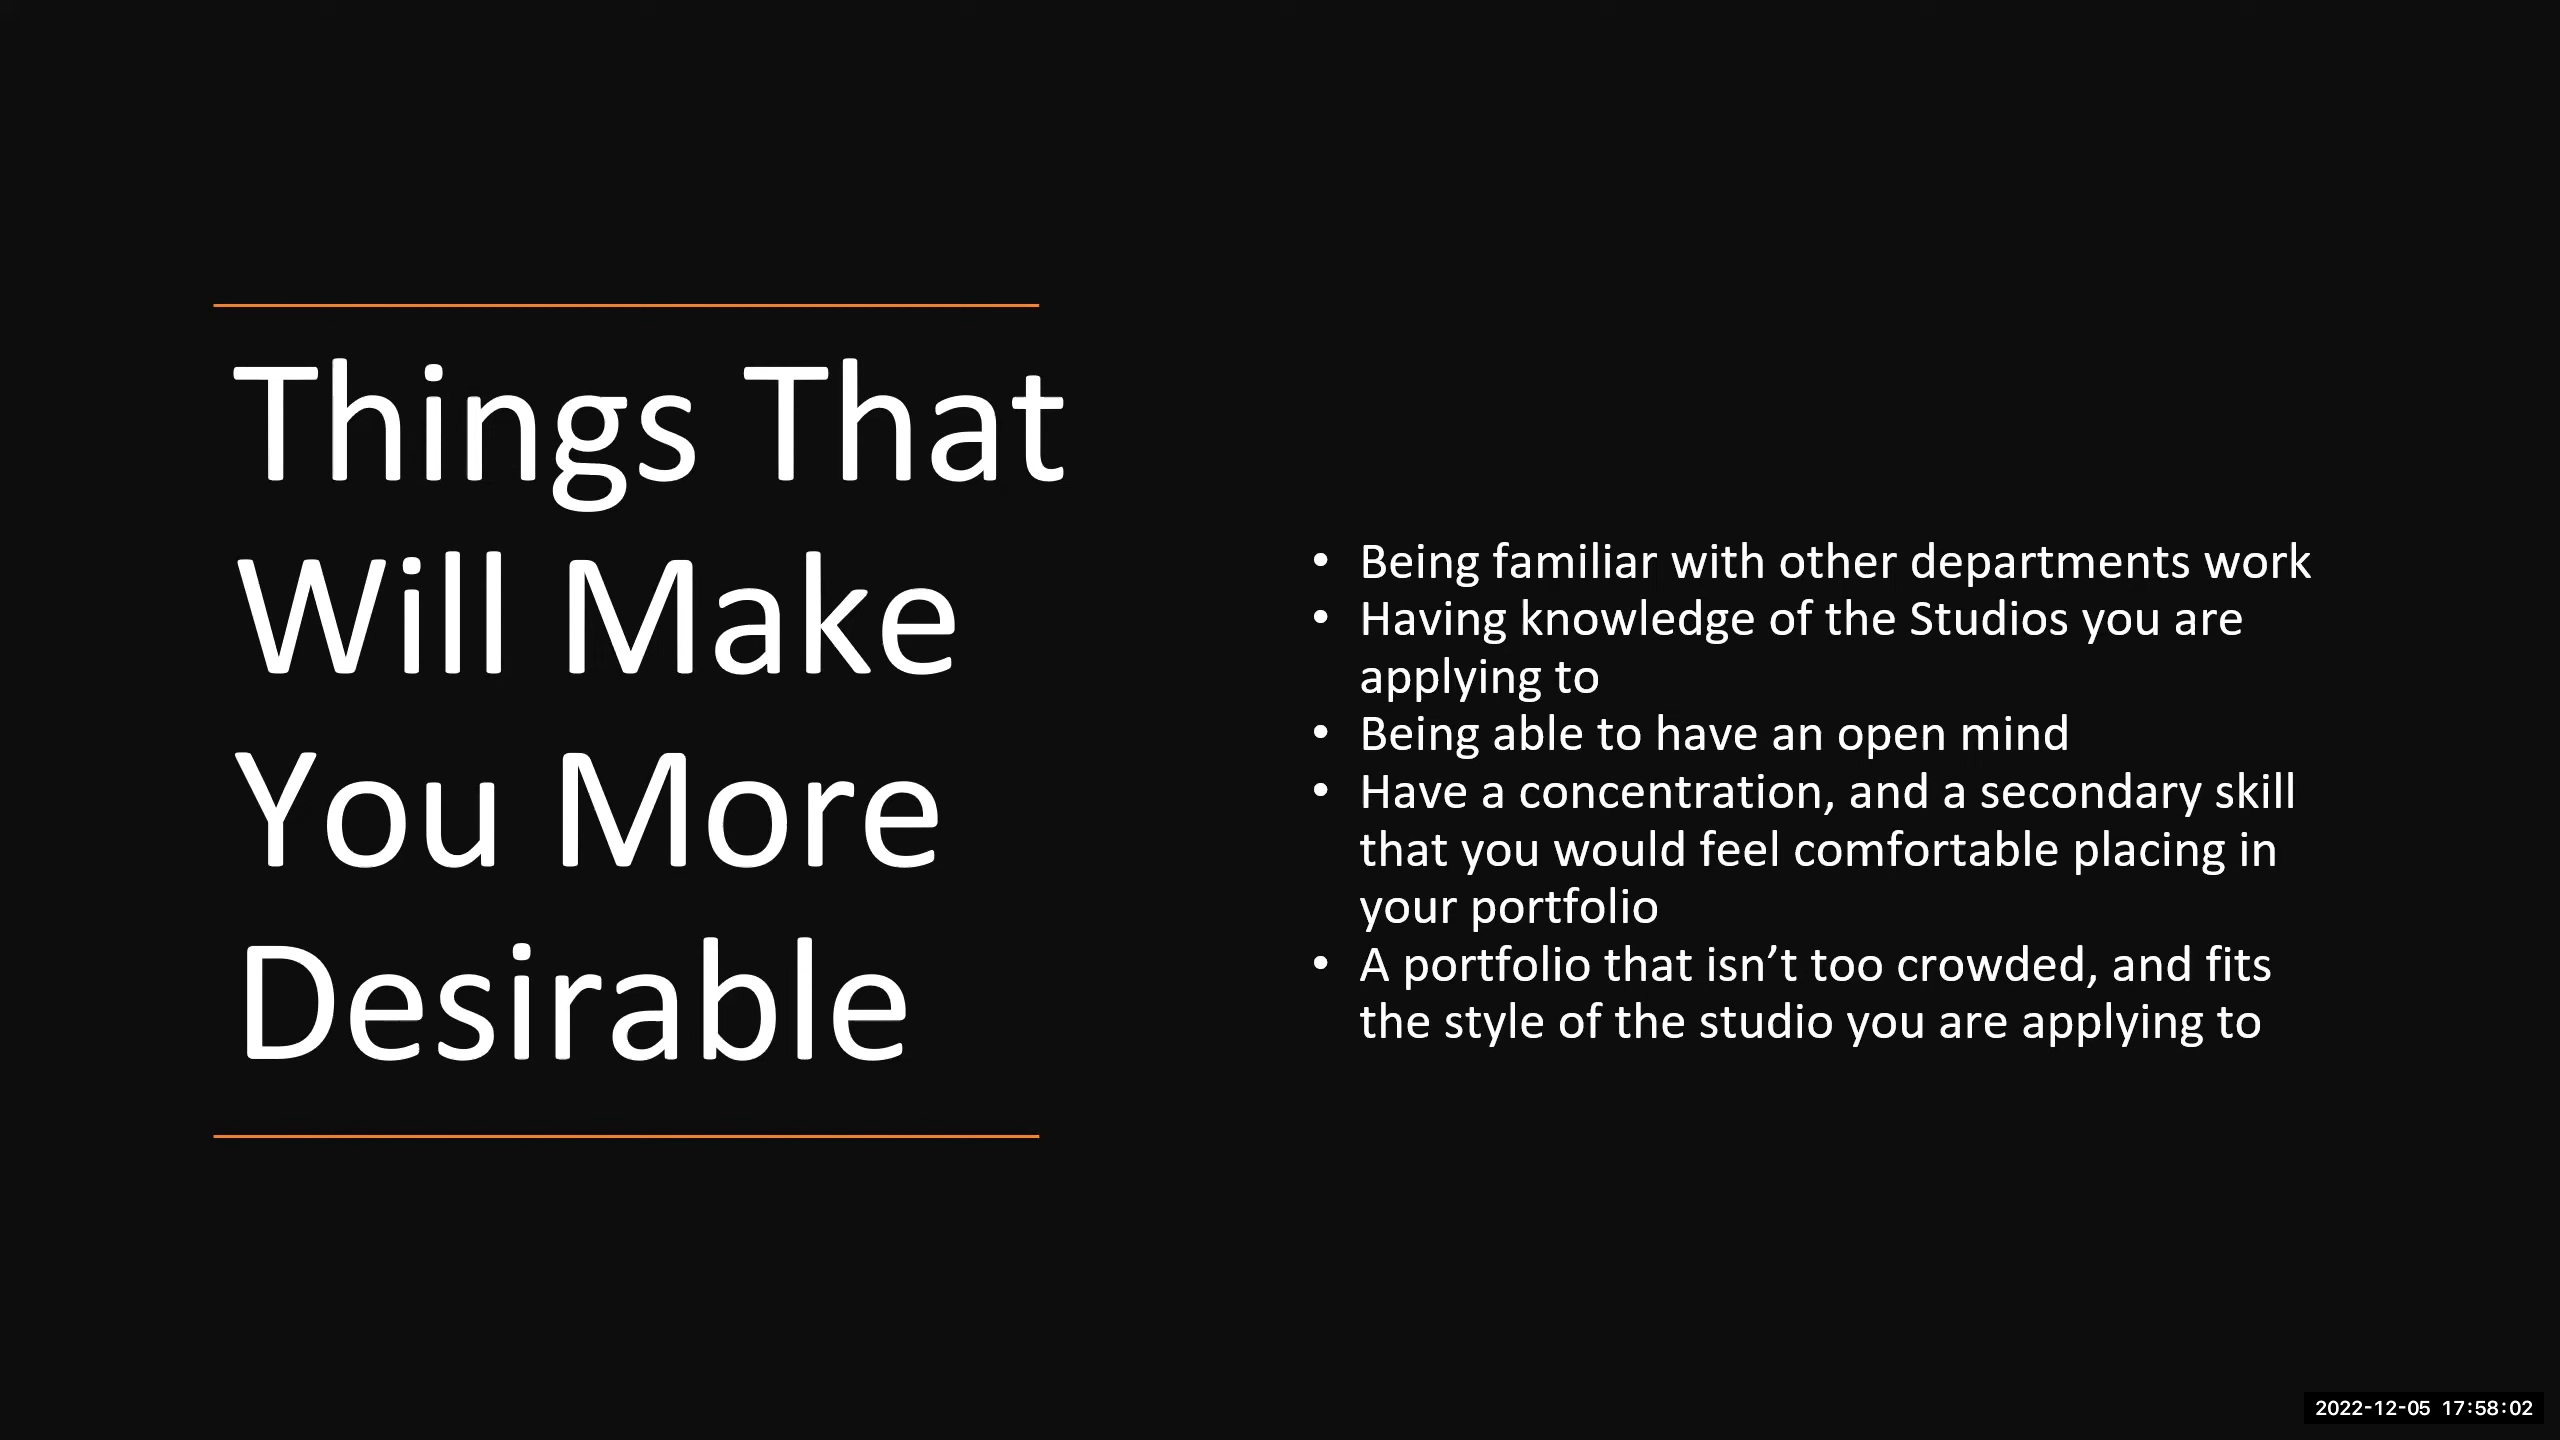 Things That
Will Make
You More
Desirable
• Being familiar with other departments work
• Having knowledge of the Studios you are
applying to
• Being able to have an open mind
• Have a concentration, and a secondary skill
that you would feel comfortable placing in
your portfolio
• A portfolio that isn’t too crowded, and fits
the style of the studio you are applying to
2022-12-05 17:58:02